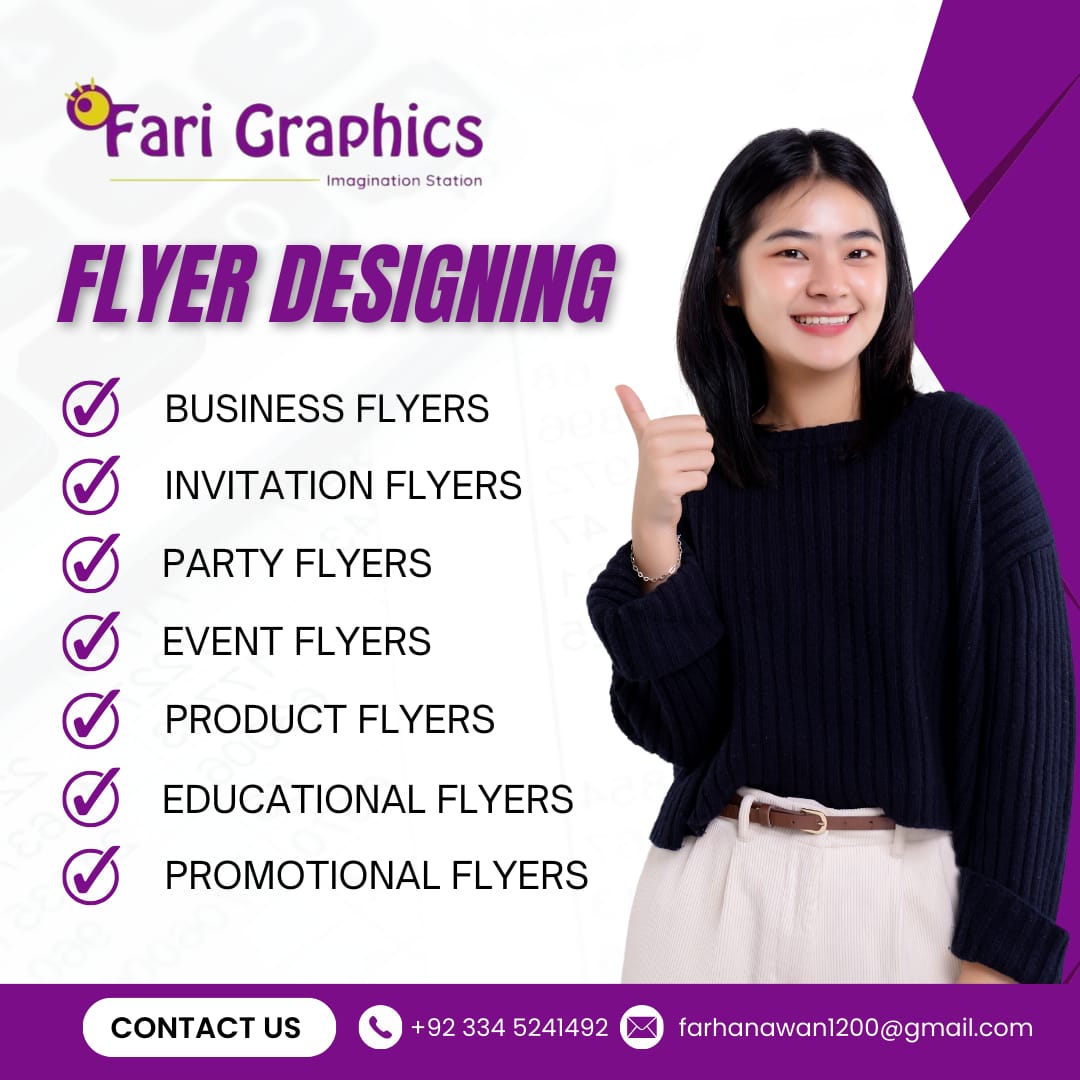 Fari Graphics
Imagination Station
FLYER DESIGNING
BUSINESS FLYERS
INVITATION FLYERS
PARTY FLYERS
EVENT FLYERS
PRODUCT FLYERS
EDUCATIONAL FLYERS
PROMOTIONAL FLYERS
CONTACT US +92 334 5241492 farhanawan1200@gmail.com